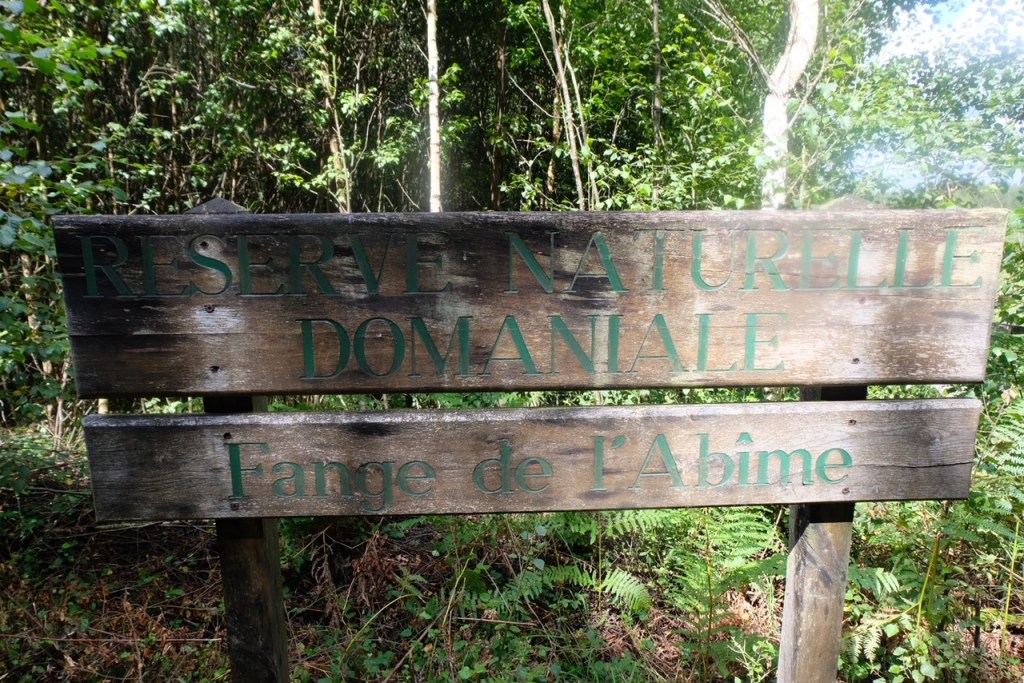 RESERVE NATURELLE
DOMANIALE
Fange de l'Abîme